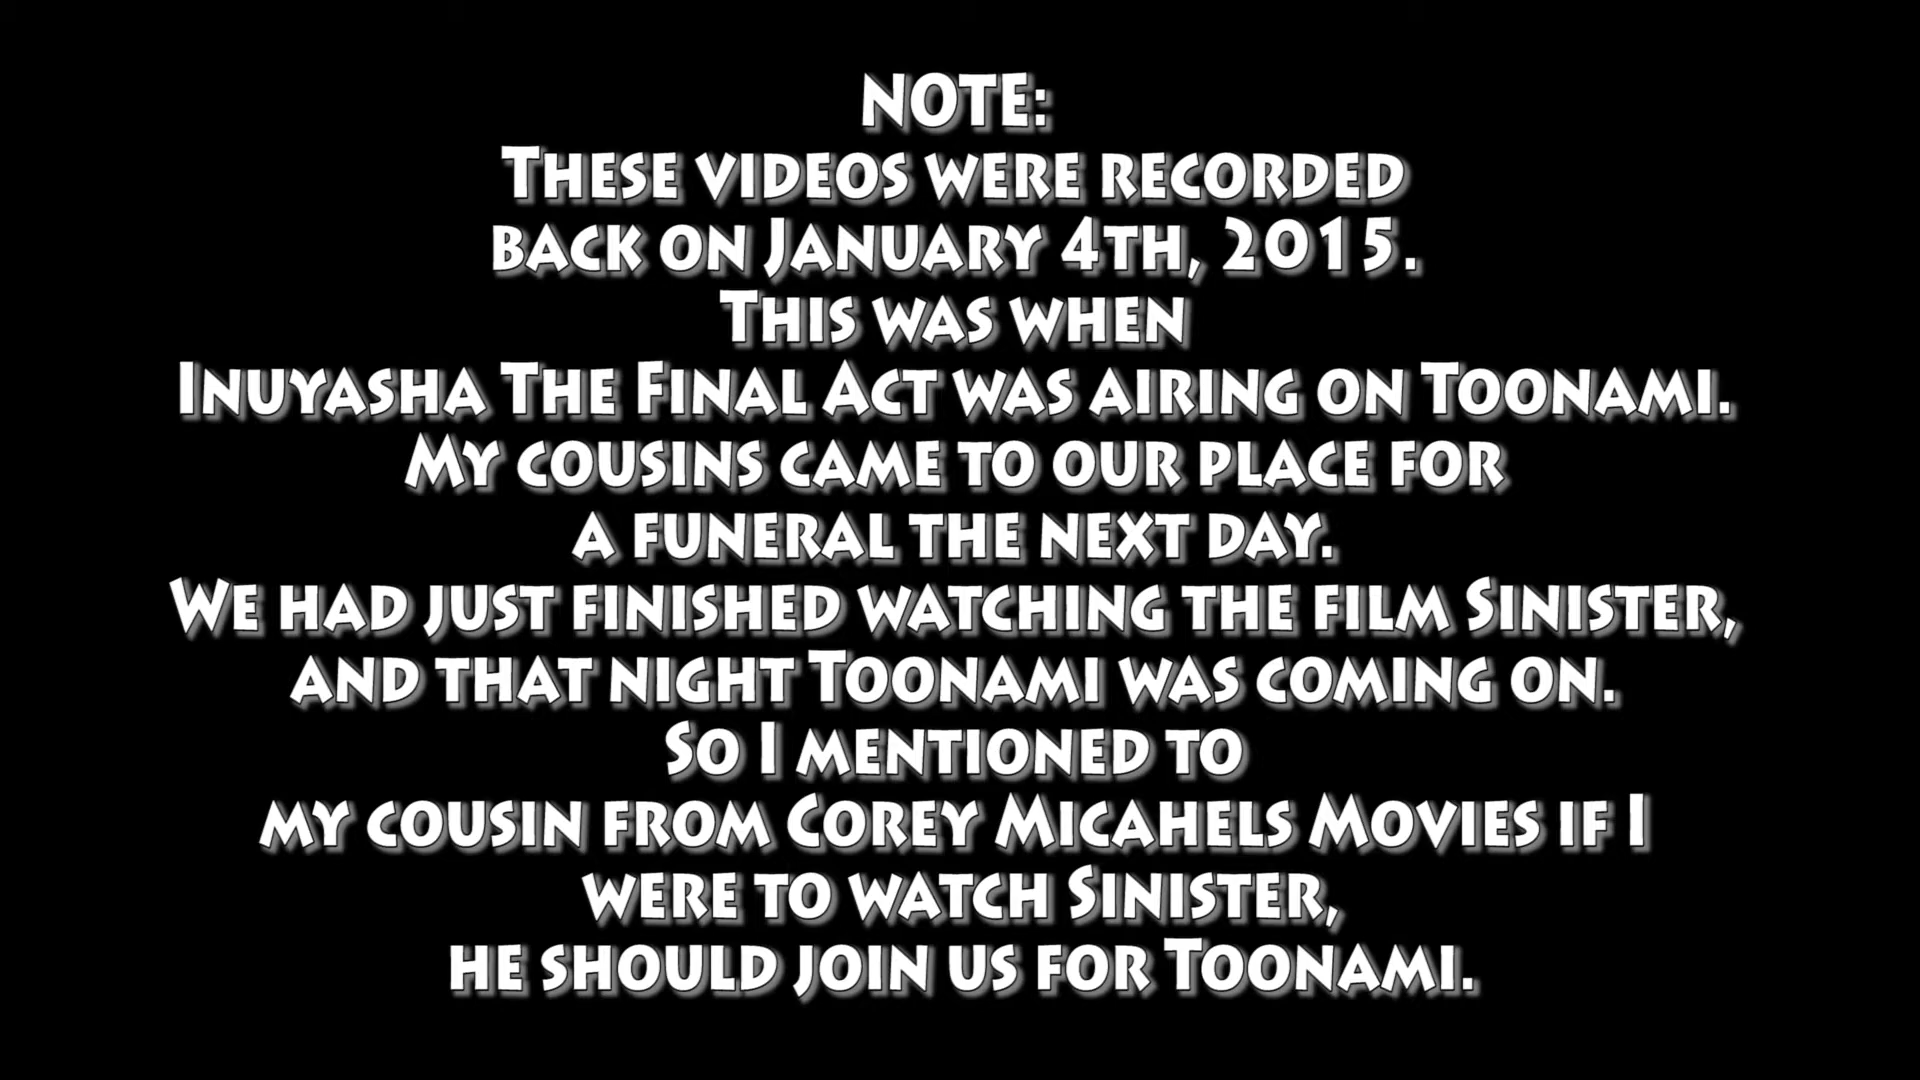 NOTE:
These videos were recorded
back on January 4th, 2015.
This was when
Inuyasha The Final Act was airing on Toonami.
My cousins came to our place for
a funeral the next day.
We had just finished watching the film Sinister,
and that night Toonami was coming on.
So I mentioned to
my cousin from Corey Micahels Movies if I
were to watch Sinister,
he should join us for Toonami.